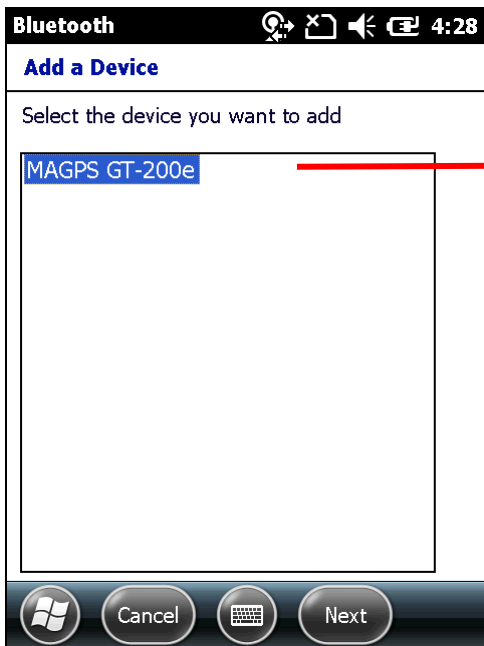 Bluetooth 4:28
Add a Device
Select the device you want to add
MAGPS GT-200e
Cancel Next